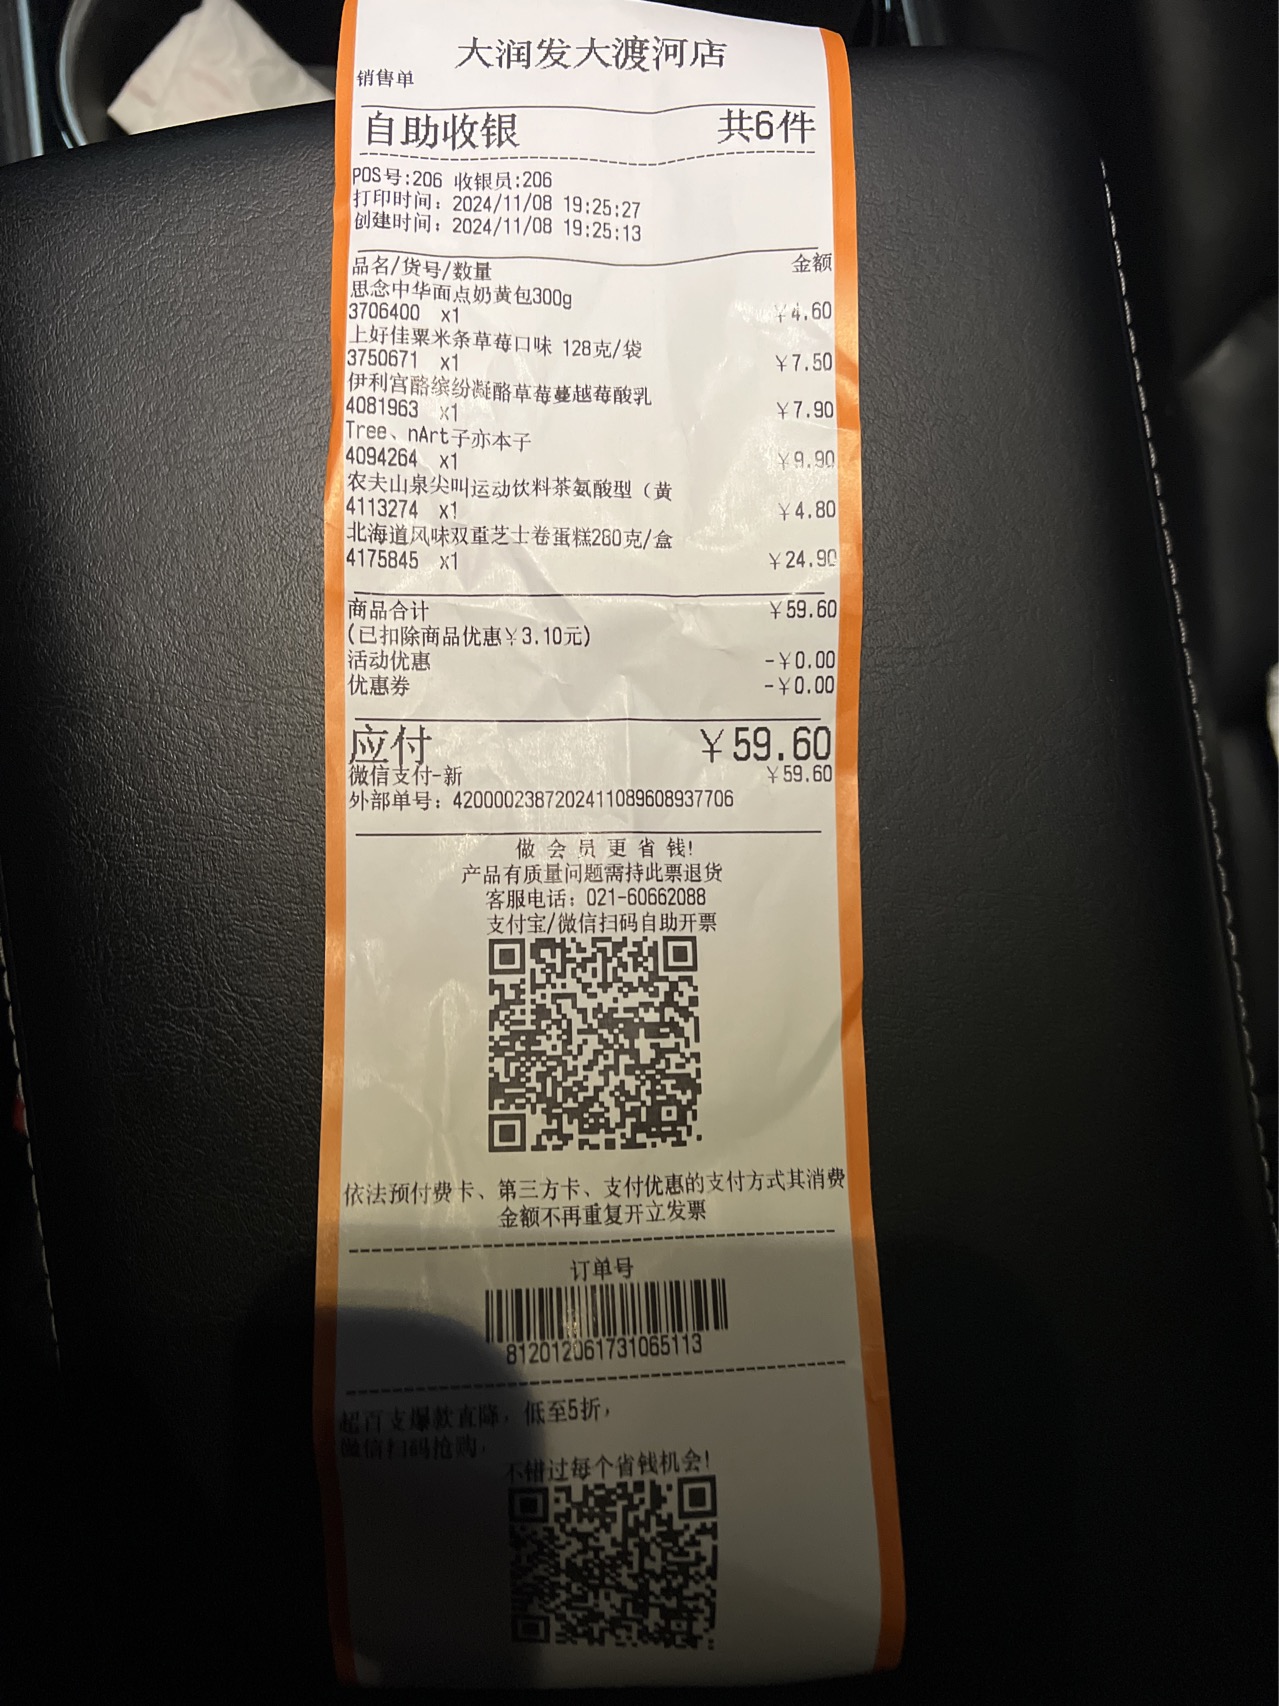 大润发大渡河店
销售单
自助收银 共6件
POS号:206 收银员:206
打印时间：2024/11/08 19:25:27
创建时间：2024/11/08 19:25:13
品名/货号/数量 金额
思念中华面点奶黄包300g
3706400 x1 ￥4.60
上好佳粟米条草莓口味 128克/袋
3750671 x1 ￥7.50
伊利宫酪缤纷凝酪草莓蔓越莓酸乳
4081963 x1 ￥7.90
Tree、nArt子亦本子
4094264 x1 ￥9.90
农夫山泉尖叫运动饮料茶氨酸型（黄
4113274 x1 ￥4.80
北海道风味双重芝士卷蛋糕280克/盒
4175845 x1 ￥24.90
商品合计 ￥59.60
(已扣除商品优惠￥3.10元)
活动优惠 -￥0.00
优惠券 -￥0.00
应付 ￥59.60
微信支付-新 ￥59.60
外部单号：4200002387202411089608937706
做会员更省钱!
产品有质量问题需持此票退货
客服电话：021-60662088
支付宝/微信扫码自助开票
依法预付费卡、第三方卡、支付优惠的支付方式其消费
金额不再重复开立发票
订单号
812012061731065113
超百支爆款直降，低至5折，
微信扫码抢购，
不错过每个省钱机会!